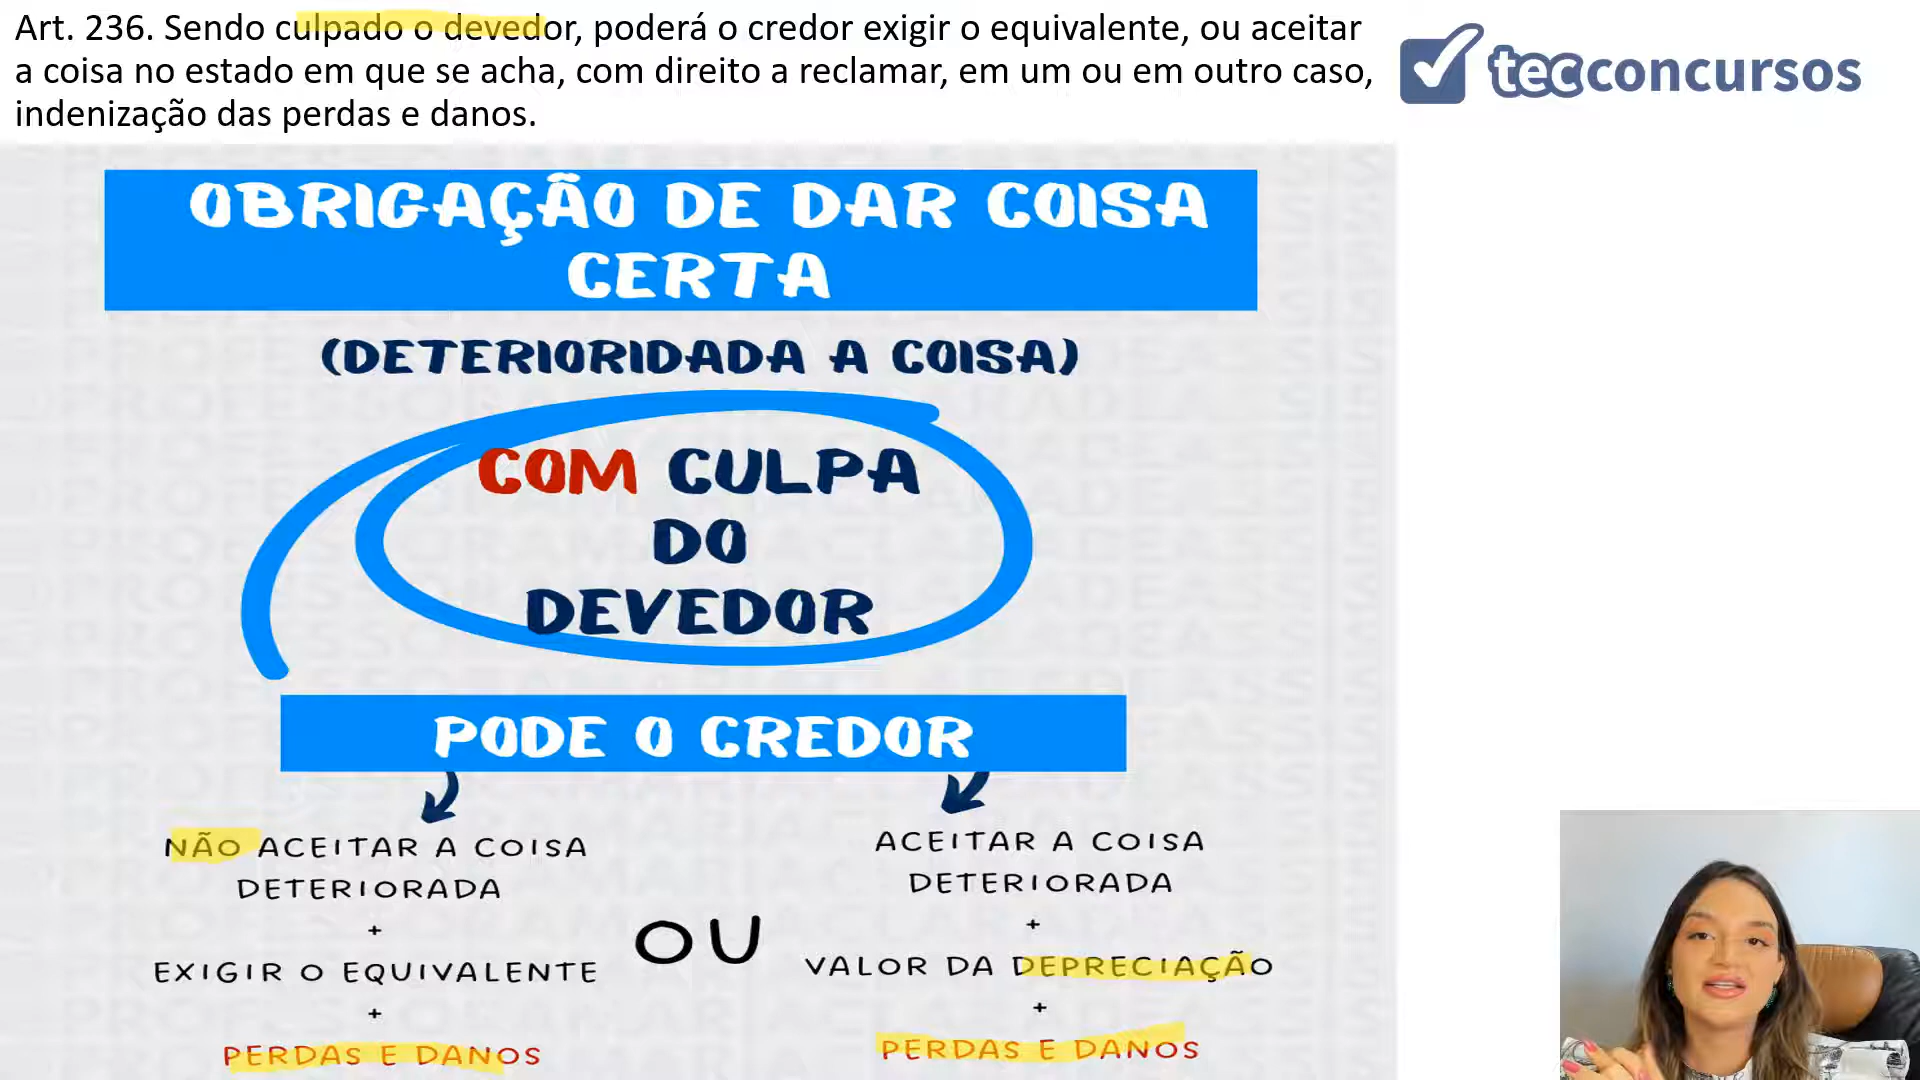 Art. 236. Sendo culpado o devedor, poderá o credor exigir o equivalente, ou aceitar
a coisa no estado em que se acha, com direito a reclamar, em um ou em outro caso,
indenização das perdas e danos.
tecconcursos
OBRIGAÇÃO DE DAR COISA
CERTA
(DETERIORIDADA A COISA)
COM CULPA
DO
DEVEDOR
PODE O CREDOR
NÃO ACEITAR A COISA
DETERIORADA
+
EXIGIR O EQUIVALENTE
+
PERDAS E DANOS
OU
ACEITAR A COISA
DETERIORADA
+
VALOR DA DEPRECIAÇÃO
+
PERDAS E DANOS